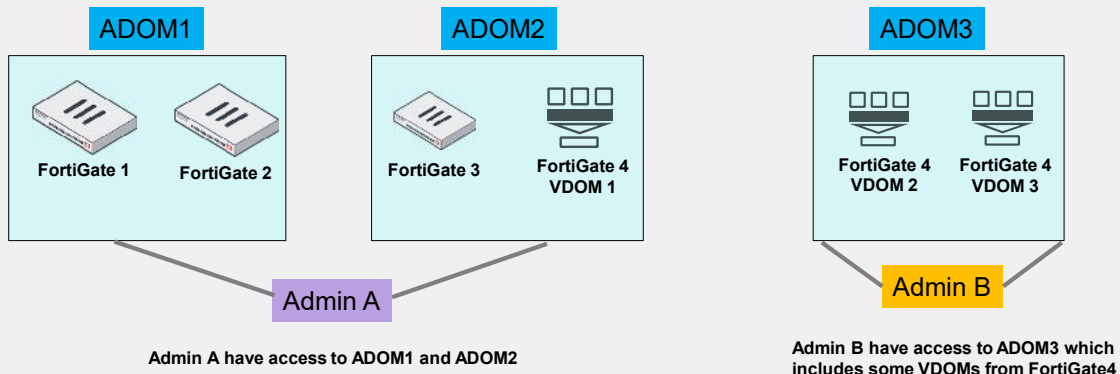 ADOM1
ADOM2
ADOM3
FortiGate 1
FortiGate 2
FortiGate 3
FortiGate 4
VDOM 1
FortiGate 4
VDOM 2
FortiGate 4
VDOM 3
Admin A
Admin B
Admin A have access to ADOM1 and ADOM2
Admin B have access to ADOM3 which
includes some VDOMs from FortiGate4